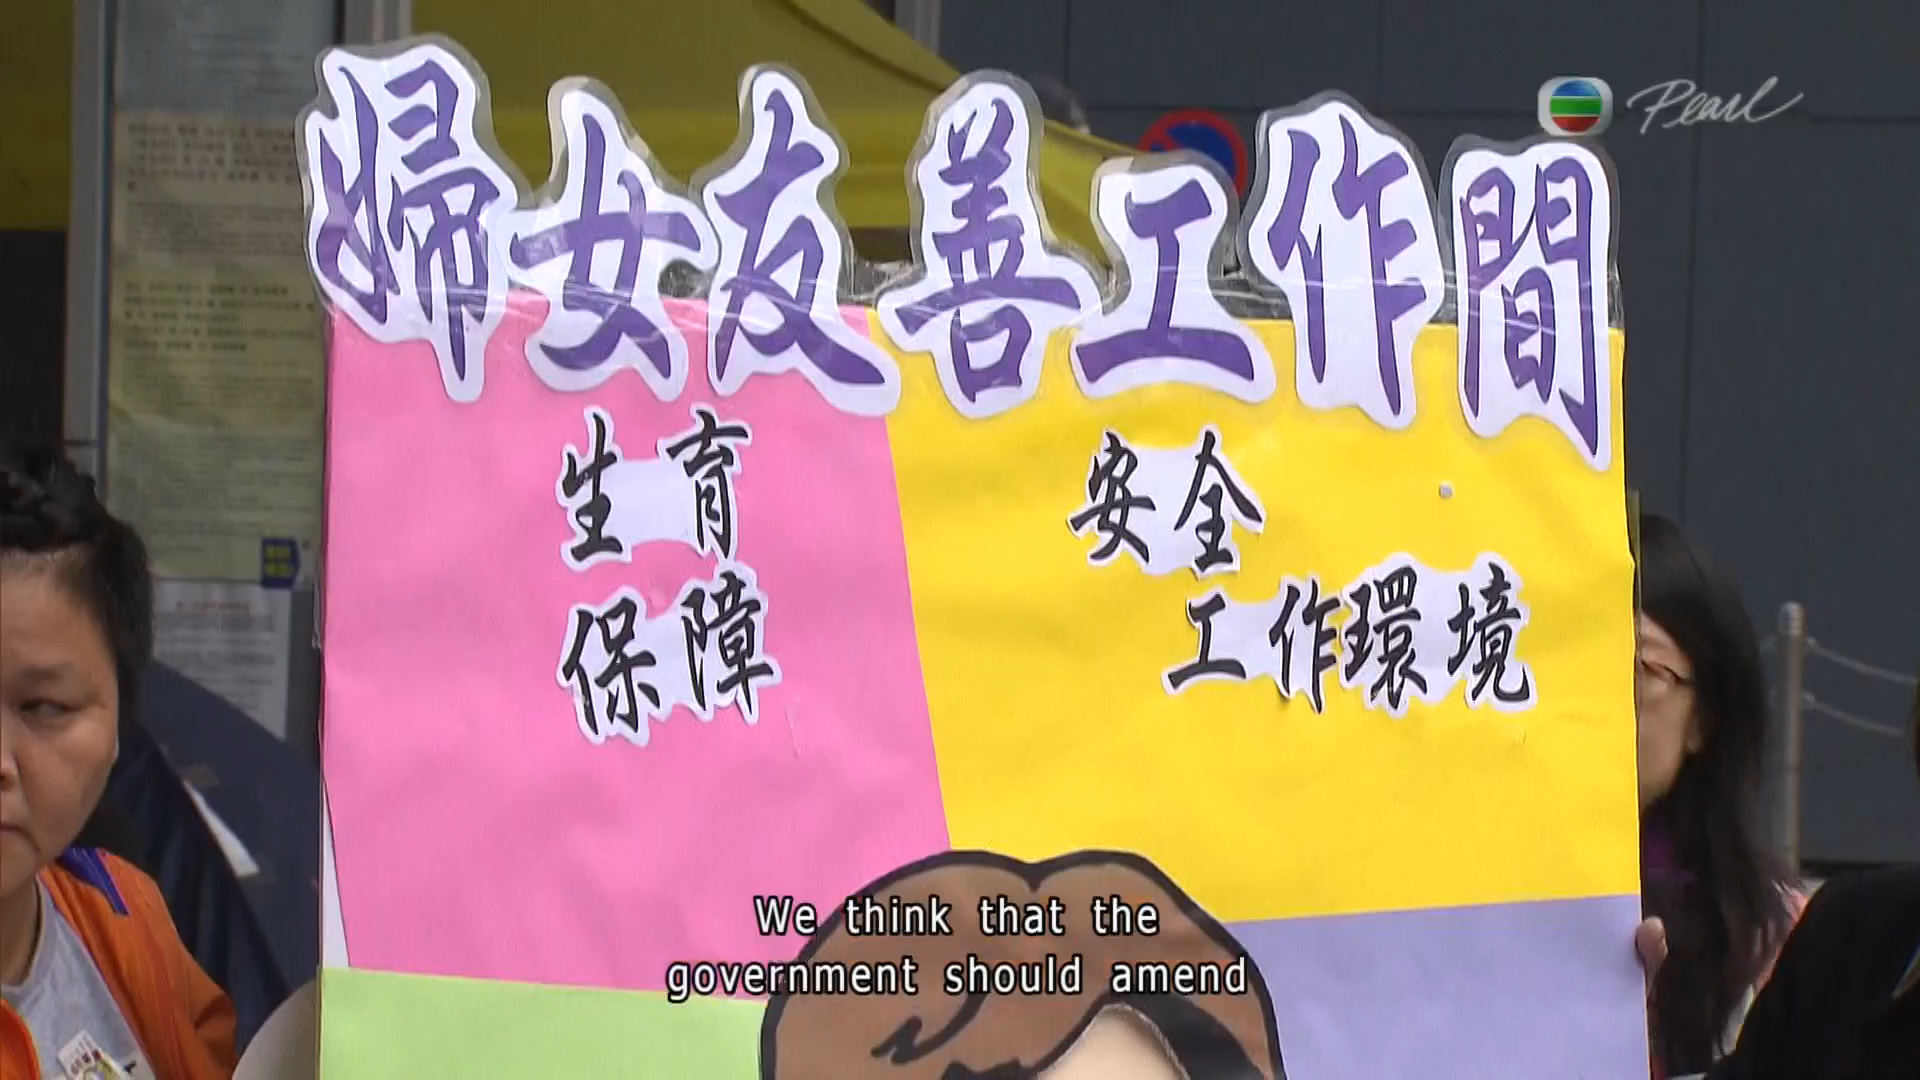 Pearl
婦女友善工作間
生育
保障
安全
工作環境
We think that the
government should amend